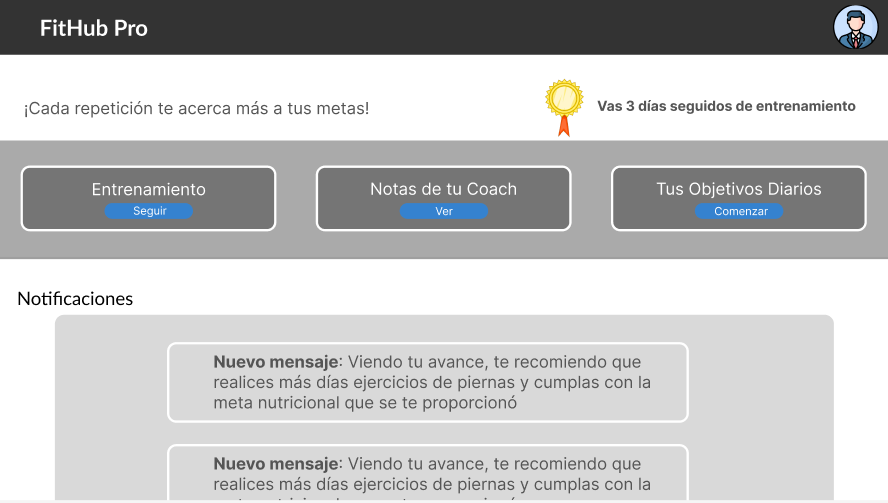 FitHub Pro
¡Cada repetición te acerca más a tus metas!
Vas 3 días seguidos de entrenamiento
Entrenamiento
Seguir
Notas de tu Coach
Ver
Tus Objetivos Diarios
Comenzar
Notificaciones
Nuevo mensaje: Viendo tu avance, te recomiendo que
realices más días ejercicios de piernas y cumplas con la
meta nutricional que se te proporcionó
Nuevo mensaje: Viendo tu avance, te recomiendo que
realices más días ejercicios de piernas y cumplas con la